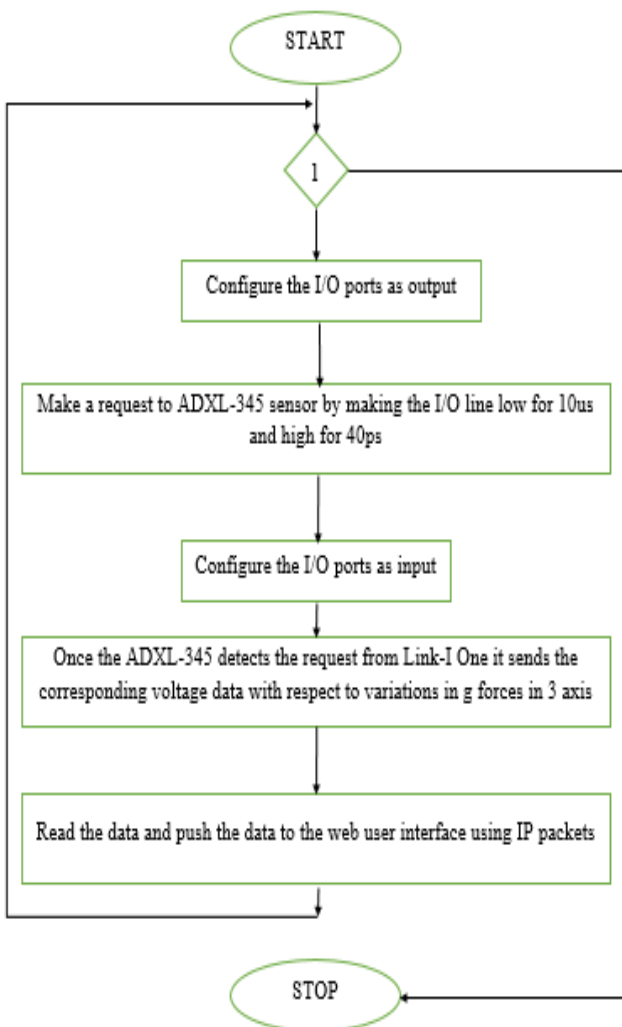 START
1
Configure the I/O ports as output
Make a request to ADXL-345 sensor by making the I/O line low for 10us
and high for 40ps
Configure the I/O ports as input
Once the ADXL-345 detects the request from Link-I One it sends the
corresponding voltage data with respect to variations in g forces in 3 axis
Read the data and push the data to the web user interface using IP packets
STOP